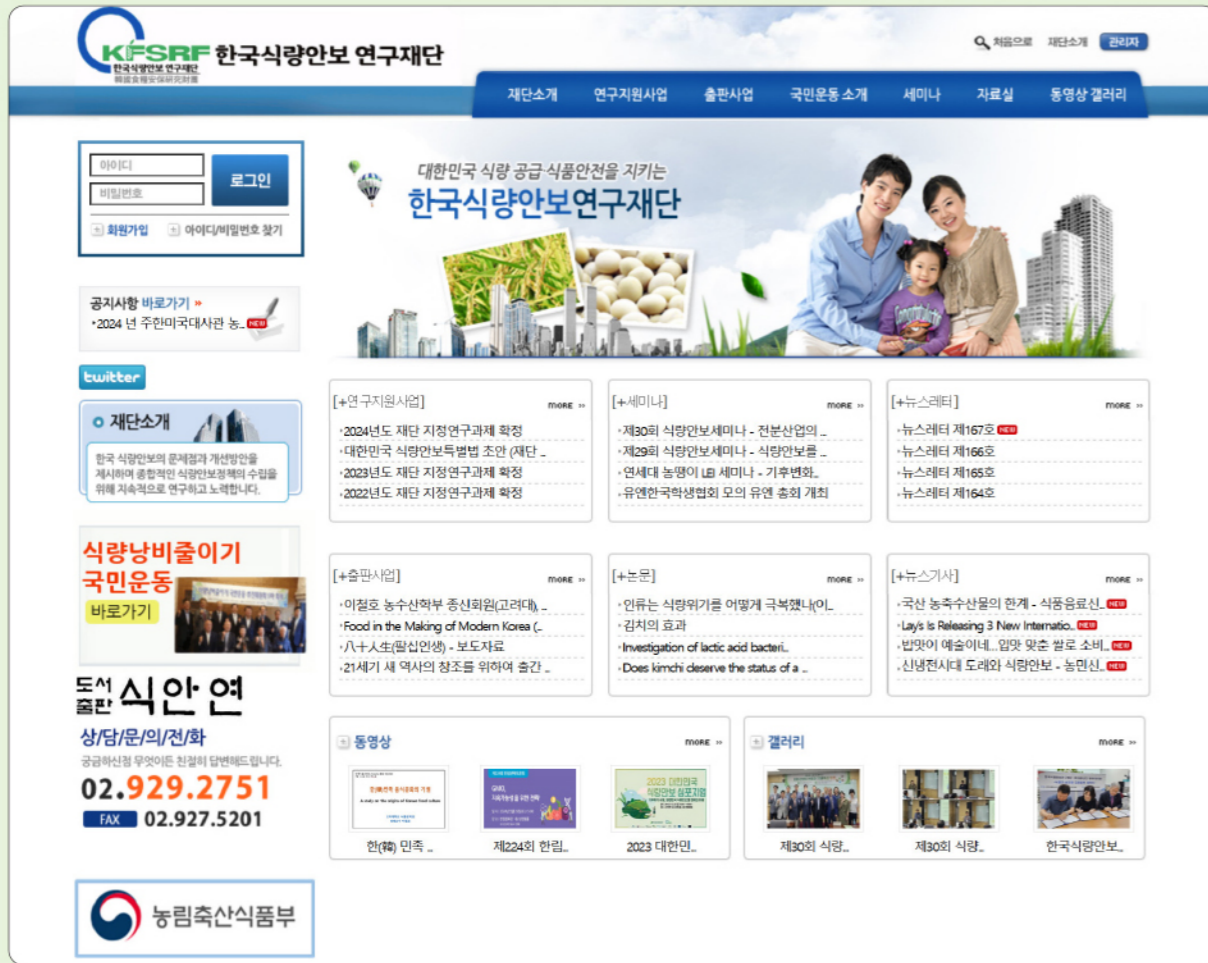 KFSRF 한국식량안보 연구재단
한국식량안보 연구재단
韓國食糧安保硏究財團
처음으로 재단소개 관리자
재단소개 연구지원사업 출판사업 국민운동 소개 세미나 자료실 동영상 갤러리
아이디
비밀번호
로그인
회원가입 아이디/비밀번호 찾기
대한민국 식량 공급 식품안전을 지키는
한국식량안보연구재단
공지사항 바로가기 »
2024 년 주한미국대사관 농... NEW
twitter
재단소개
한국 식량안보의 문제점과 개선방안을
제시하며 종합적인 식량안보정책의 수립을
위해 지속적으로 연구하고 노력합니다.
식량낭비줄이기
국민운동
바로가기
도서출판 식안연
상/담/문/의/전/화
궁금하신점 무엇이든 친절히 답변해드립니다.
02.929.2751
FAX 02.927.5201
농림축산식품부
[+연구지원사업] MORE »
2024년도 재단 지정연구과제 확정
대한민국 식량안보특별법 초안 (재단 ...
2023년도 재단 지정연구과제 확정
2022년도 재단 지정연구과제 확정
[+세미나] MORE »
제30회 식량안보세미나 - 전분산업의 ...
제29회 식량안보세미나 - 식량안보를 ...
연세대 농땡이 LED 세미나 - 기후변화...
유엔한국학생협회 모의 유엔 총회 개최
[+뉴스레터] MORE »
뉴스레터 제167호 NEW
뉴스레터 제166호
뉴스레터 제165호
뉴스레터 제164호
[+출판사업] MORE »
이철호 농수산학부 종신회원(고려대), ...
Food in the Making of Modern Korea (...
八十人生(팔십인생) - 보도자료
21세기 새 역사의 창조를 위하여 출간 ...
[+논문] MORE »
인류는 식량위기를 어떻게 극복했나(이...
김치의 효과
Investigation of lactic acid bacteri...
Does kimchi deserve the status of a ...
[+뉴스기사] MORE »
국산 농축수산물의 한계 - 식품음료신... NEW
Lay's Is Releasing 3 New Internatio... NEW
밥맛이 예술이네...입맛 맞춘 쌀로 소비... NEW
신냉전시대 도래와 식량안보 - 농민신... NEW
동영상 MORE »
2023 대한민국
식량안보 심포지엄
한(韓) 민족 ... 제224회 한림... 2023 대한민...
갤러리 MORE »
제30회 식량... 제30회 식량... 한국식량안보...